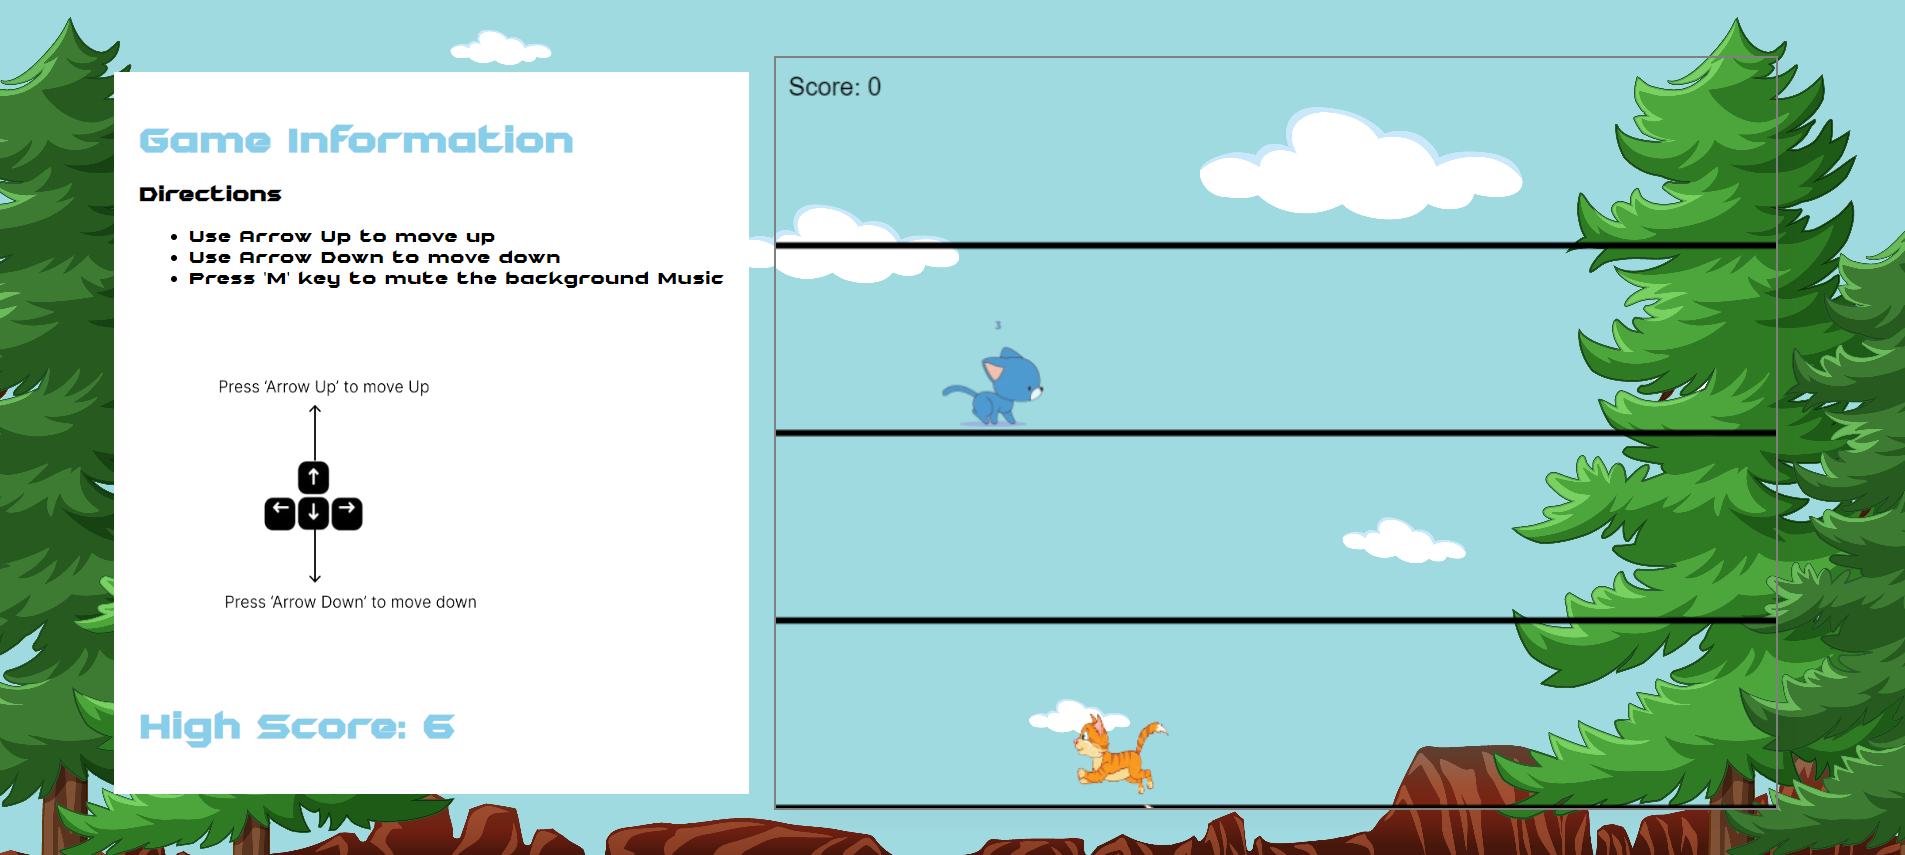 Game Information
Directions
Use Arrow Up to move up
Use Arrow Down to move down
Press 'M' key to mute the background Music
Press ‘Arrow Up’ to move Up
Press ‘Arrow Down’ to move down
High Score: 6
Score: 0
3